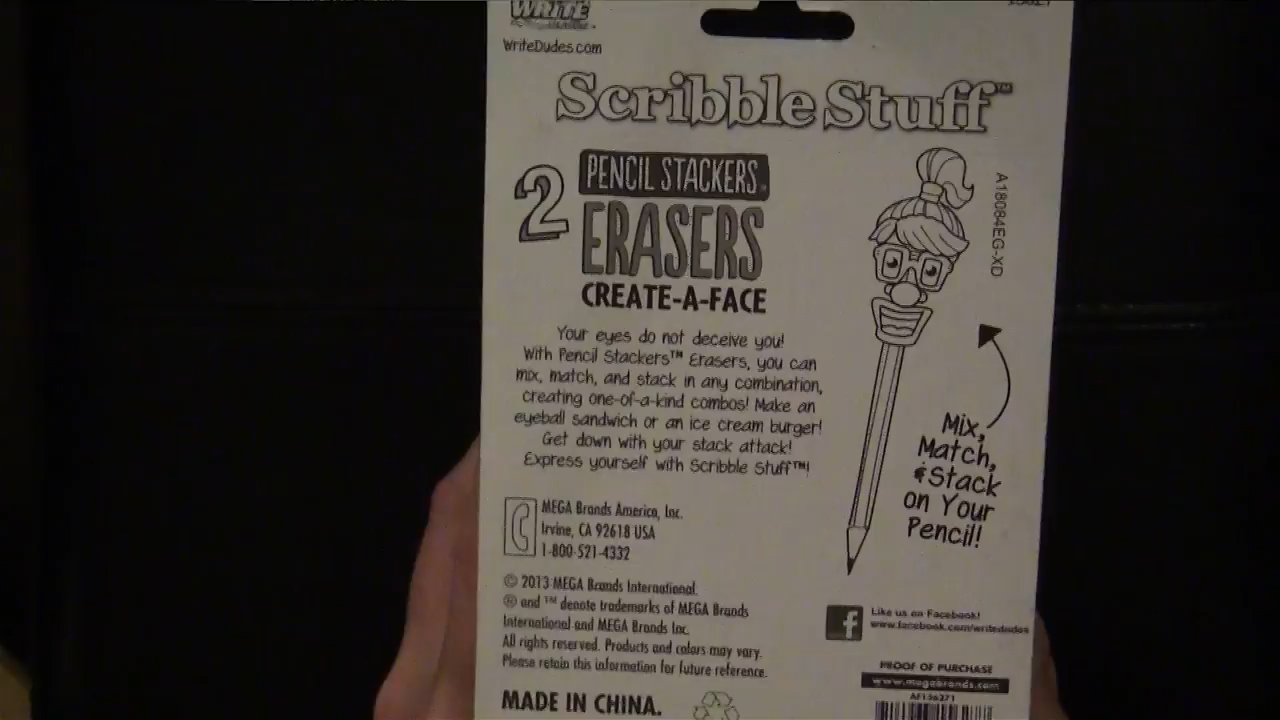 WRITE
WriteDudes.com
Scribble Stuff™
2 PENCIL STACKERS
ERASERS
CREATE-A-FACE
Your eyes do not deceive you!
With Pencil Stackers™ Erasers, you can
mix, match, and stack in any combination,
creating one-of-a-kind combos! Make an
eyeball sandwich or an ice cream burger!
Get down with your stack attack!
Express yourself with Scribble Stuff™!
A18084EG-XD
Mix,
Match,
& Stack
on Your
Pencil!
MEGA Brands America, Inc.
Irvine, CA 92618 USA
1-800-521-4332
© 2013 MEGA Brands International.
® and ™ denote trademarks of MEGA Brands
International and MEGA Brands Inc.
All rights reserved. Products and colors may vary.
Please retain this information for future reference.
MADE IN CHINA.
f
Like us on Facebook!
www.facebook.com/writedudes
PROOF OF PURCHASE
www.megabrands.com